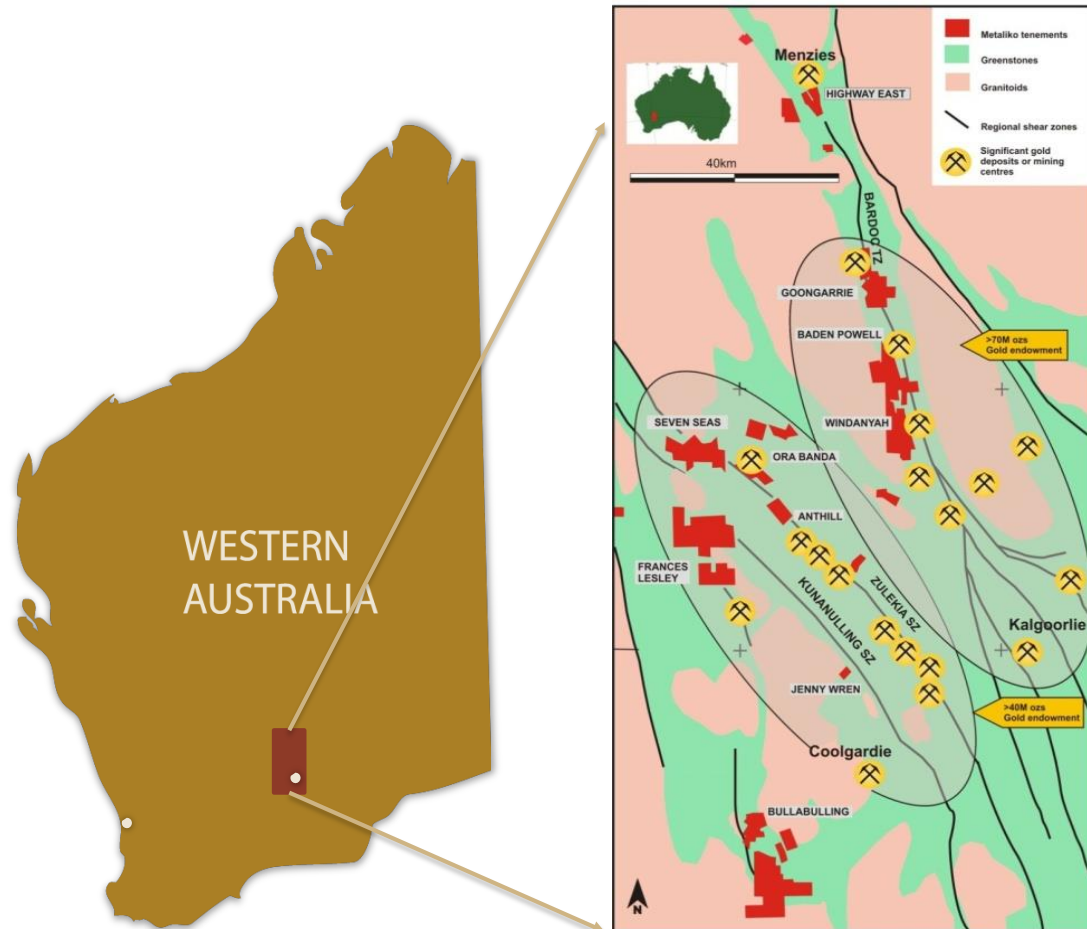 WESTERN
AUSTRALIA
Menzies
HIGHWAY EAST
Metaliko tenements
Greenstones
Granitoids
Regional shear zones
Significant gold
deposits or mining
centres
40km
BARDOC TZ
GOONGARRIE
BADEN POWELL
>70M ozs
Gold endowment
SEVEN SEAS
WINDANYAH
ORA BANDA
ANTHILL
FRANCES
LESLEY
KUNANULLING SZ
ZULEKIA SZ
Kalgoorlie
JENNY WREN
>40M ozs
Gold endowment
Coolgardie
BULLABULLING
N